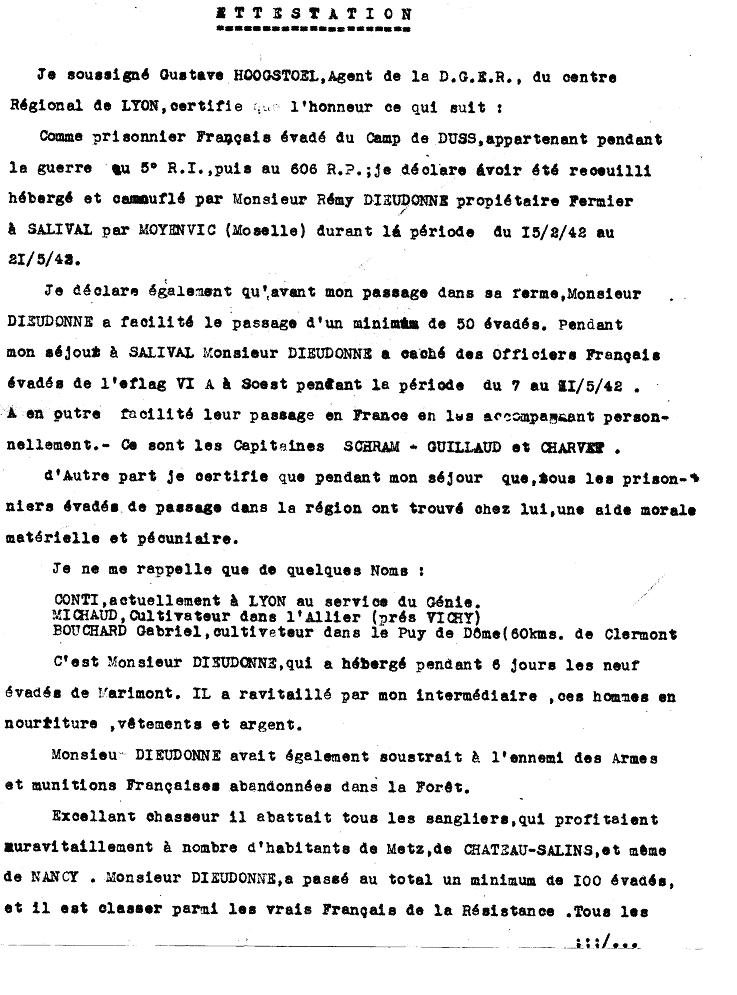 ETTESTATION
Je soussigné Gustave HOOGSTOEL,Agent de la D.G.E.R., du centre
Régional de LYON,certifie que l'honneur ce qui suit :
Comme prisonnier Français évadé du Camp de DUSS,appartenant pendant
la guerre au 5° R.I.,puis au 606 R.P.;je déclare avoir été receuilli
hébergé et camouflé par Monsieur Rémy DIEUDONNE propiétaire Fermier
à SALIVAL par MOYENVIC (Moselle) durant la période du I5/2/42 au
2I/5/42.
Je déclare également qu'avant mon passage dans sa ferme,Monsieur
DIEUDONNE a facilité le passage d'un minimum de 50 évadés. Pendant
mon séjour à SALIVAL Monsieur DIEUDONNE a caché des Officiers Français
évadés de l'eflag VI A à Soest pendant la période du 7 au II/5/42 .
A en outre facilité leur passage en France en les accompagnant person-
nellement.- Ce sont les Capitaines SCHRAM - GUILLAUD et CHARVET .
d'Autre part je certifie que pendant mon séjour que,tous les prison-
niers évadés de passage dans la région ont trouvé chez lui,une aide morale
matérielle et pécuniaire.
Je ne me rappelle que de quelques Noms :
CONTI,actuellement à LYON au service du Génie.
MICHAUD,Cultivateur dans l'Allier (prés VICHY)
BOUCHARD Gabriel,cultivateur dans le Puy de Dôme(60kms. de Clermont
C'est Monsieur DIEUDONNE,qui a hébergé pendant 6 jours les neuf
évadés de Marimont. IL a ravitaillé par mon intermédiaire ,ces hommes en
nourriture ,vêtements et argent.
Monsieu DIEUDONNE avait également soustrait à l'ennemi des Armes
et munitions Françaises abandonnées dans la Forêt.
Excellant chasseur il abattait tous les sangliers,qui profitaient
auravitaillement à nombre d'habitants de Metz,de CHATEAU-SALINS,et même
de NANCY . Monsieur DIEUDONNE,a passé au total un minimum de I00 évadés,
et il est classer parmi les vrais Français de la Résistance .Tous les
:::/...